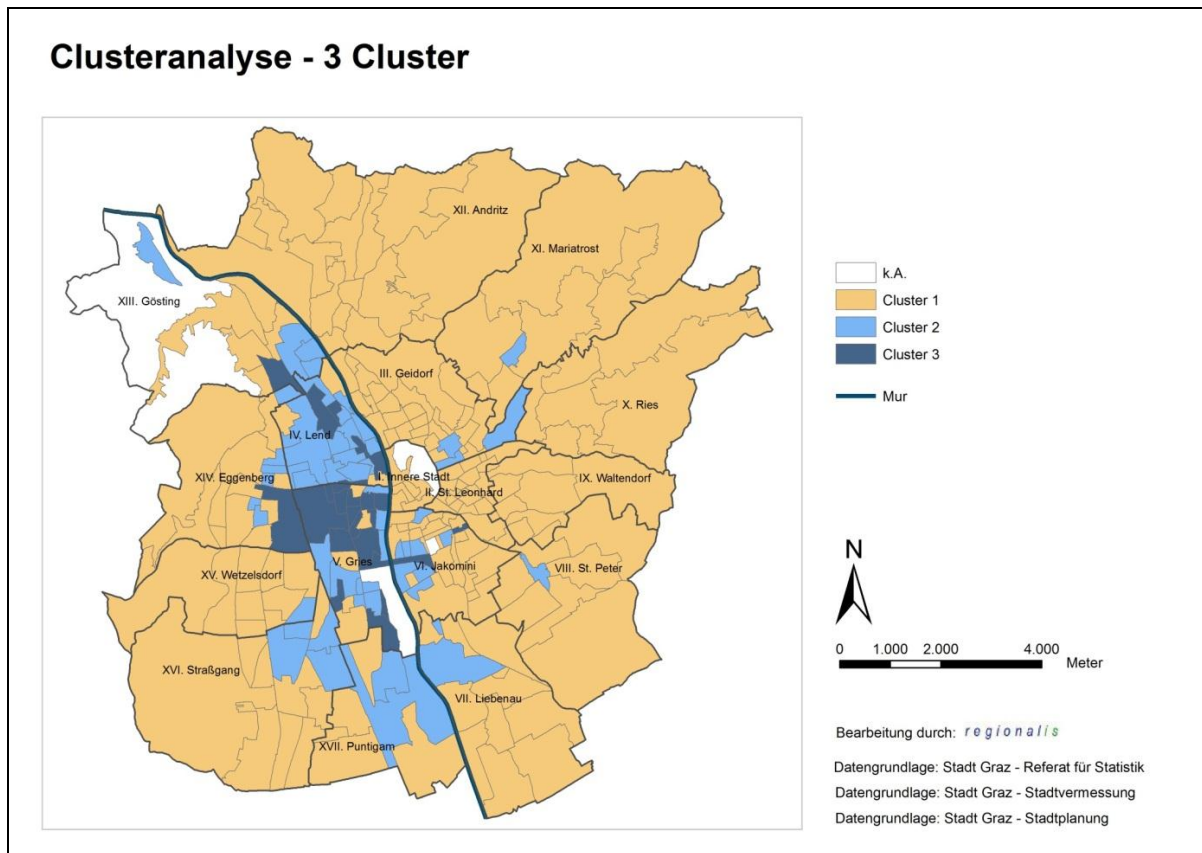 Clusteranalyse - 3 Cluster
XII. Andritz
XI. Mariatrost
XIII. Gösting
III. Geidorf
X. Ries
IV. Lend
XIV. Eggenberg
I. Innere Stadt
IX. Waltendorf
II. St. Leonhard
V. Gries
VI. Jakomini
VIII. St. Peter
XV. Wetzelsdorf
XVI. Straßgang
VII. Liebenau
XVII. Puntigam
k.A.
Cluster 1
Cluster 2
Cluster 3
Mur
N
0 1.000 2.000 4.000
Meter
Bearbeitung durch: regionalis
Datengrundlage: Stadt Graz - Referat für Statistik
Datengrundlage: Stadt Graz - Stadtvermessung
Datengrundlage: Stadt Graz - Stadtplanung